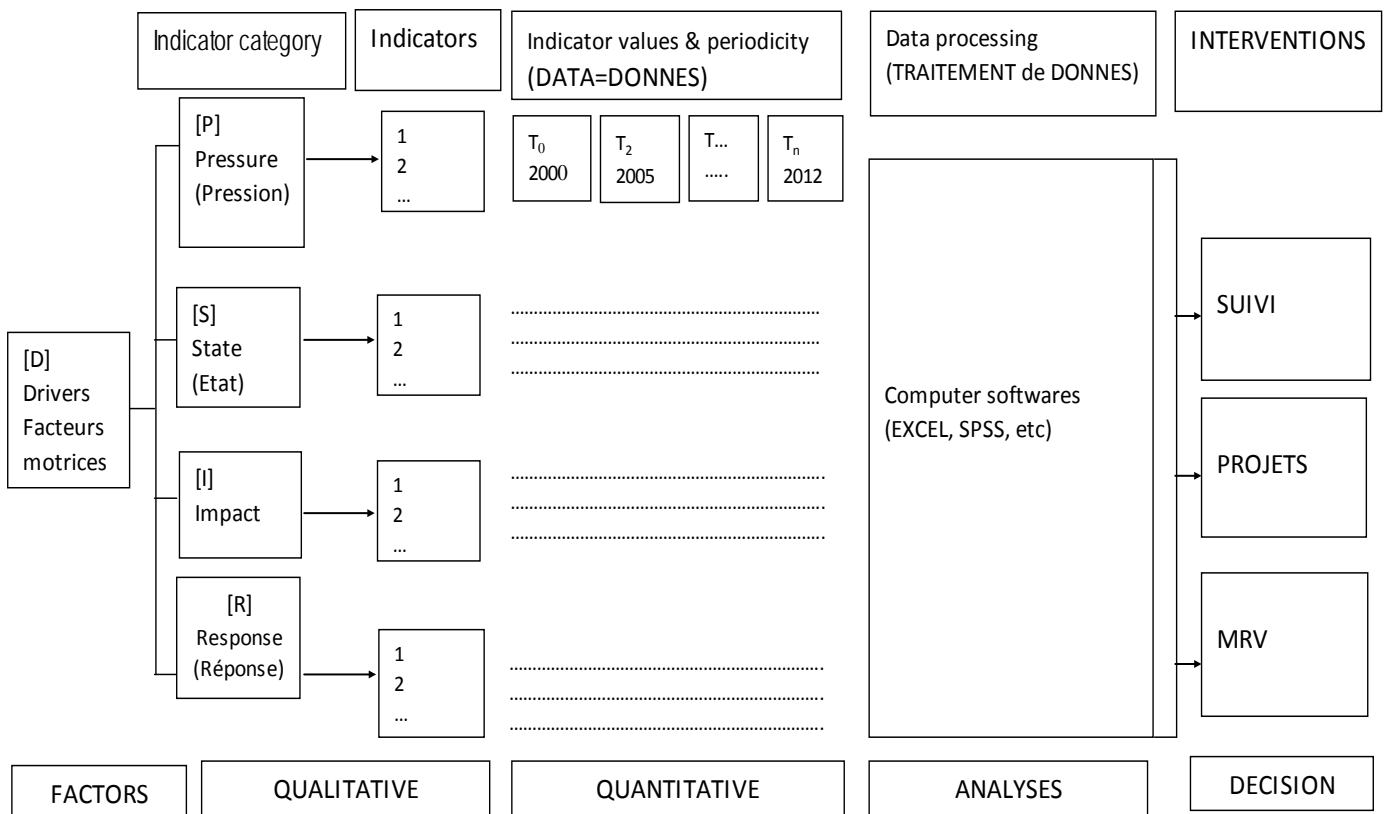 Indicator category
Indicators
Indicator values & periodicity
(DATA=DONNES)
Data processing
(TRAITEMENT de DONNES)
INTERVENTIONS
[P]
Pressure
(Pression)
1
2
...
T0
2000
T2
2005
T...
.....
Tn
2012
[S]
State
(Etat)
1
2
...
[D]
Drivers
Facteurs
motrices
[I]
Impact
1
2
...
[R]
Response
(Réponse)
1
2
...
Computer softwares
(EXCEL, SPSS, etc)
SUIVI
PROJETS
MRV
FACTORS
QUALITATIVE
QUANTITATIVE
ANALYSES
DECISION